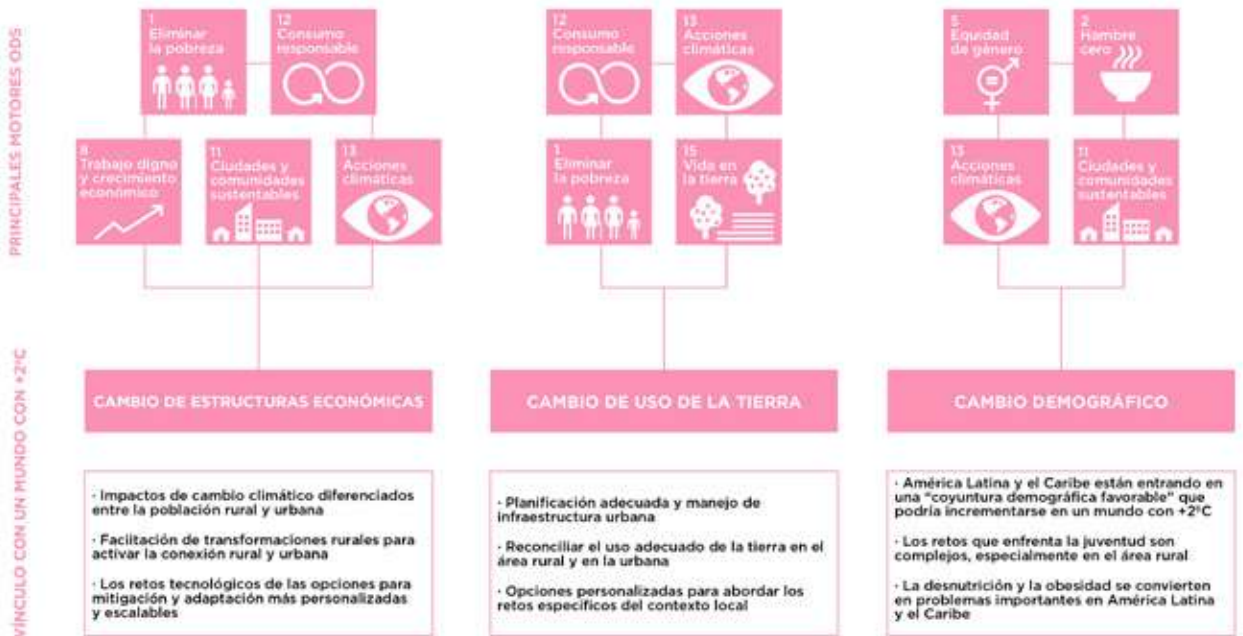 PRINCIPALES MOTORES ODS
1
Eliminar
la pobreza
12
Consumo
responsable
8
Trabajo digno
y crecimiento
económico
11
Ciudades y
comunidades
sustentables
13
Acciones
climáticas
12
Consumo
responsable
13
Acciones
climáticas
1
Eliminar
la pobreza
15
Vida en
la tierra
5
Equidad
de género
2
Hambre
cero
13
Acciones
climáticas
11
Ciudades y
comunidades
sustentables
VÍNCULO CON UN MUNDO CON +2ºC
CAMBIO DE ESTRUCTURAS ECONÓMICAS
· Impactos de cambio climático diferenciados
entre la población rural y urbana
· Facilitación de transformaciones rurales para
activar la conexión rural y urbana
· Los retos tecnológicos de las opciones para
mitigación y adaptación más personalizadas
y escalables
CAMBIO DE USO DE LA TIERRA
· Planificación adecuada y manejo de
infraestructura urbana
· Reconciliar el uso adecuado de la tierra en el
área rural y en la urbana
· Opciones personalizadas para abordar los
retos específicos del contexto local
CAMBIO DEMOGRÁFICO
· América Latina y el Caribe están entrando en
una “coyuntura demográfica favorable” que
podría incrementarse en un mundo con +2ºC
· Los retos que enfrenta la juventud son
complejos, especialmente en el área rural
· La desnutrición y la obesidad se convierten
en problemas importantes en América Latina
y el Caribe